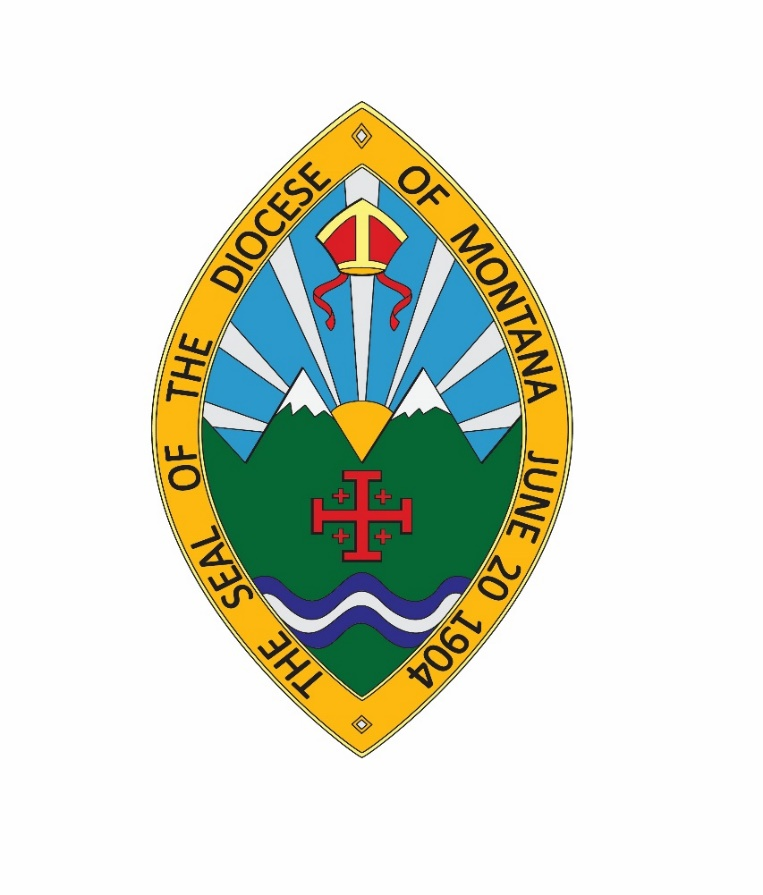 THE SEAL OF THE DIOCESE OF MONTANA JUNE 20 1904